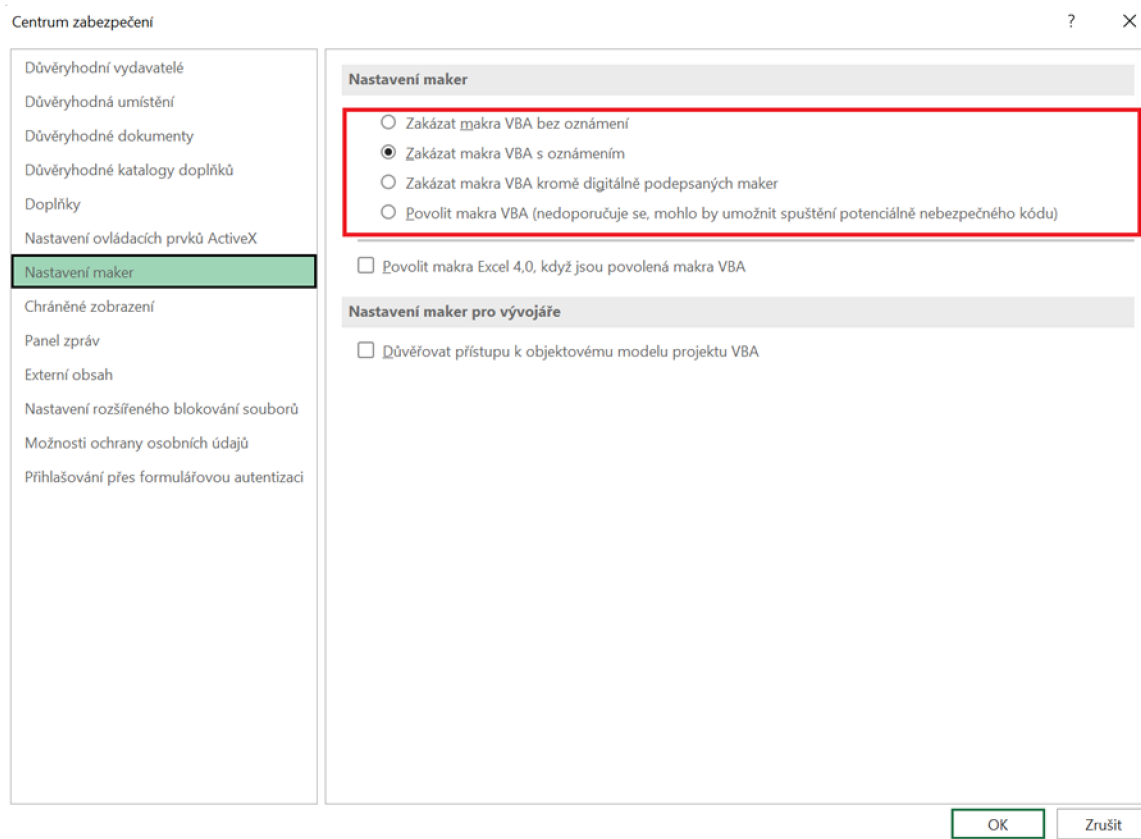 Centrum zabezpečení
?
Důvěryhodní vydavatelé
Důvěryhodná umístění
Důvěryhodné dokumenty
Důvěryhodné katalogy doplňků
Doplňky
Nastavení ovládacích prvků ActiveX
Nastavení maker
Chráněné zobrazení
Panel zpráv
Externí obsah
Nastavení rozšířeného blokování souborů
Možnosti ochrany osobních údajů
Přihlašování přes formulářovou autentizaci
Nastavení maker
Zakázat makra VBA bez oznámení
Zakázat makra VBA s oznámením
Zakázat makra VBA kromě digitálně podepsaných maker
Povolit makra VBA (nedoporučuje se, mohlo by umožnit spuštění potenciálně nebezpečného kódu)
Povolit makra Excel 4,0, když jsou povolená makra VBA
Nastavení maker pro vývojáře
Důvěřovat přístupu k objektovému modelu projektu VBA
OK
Zrušit